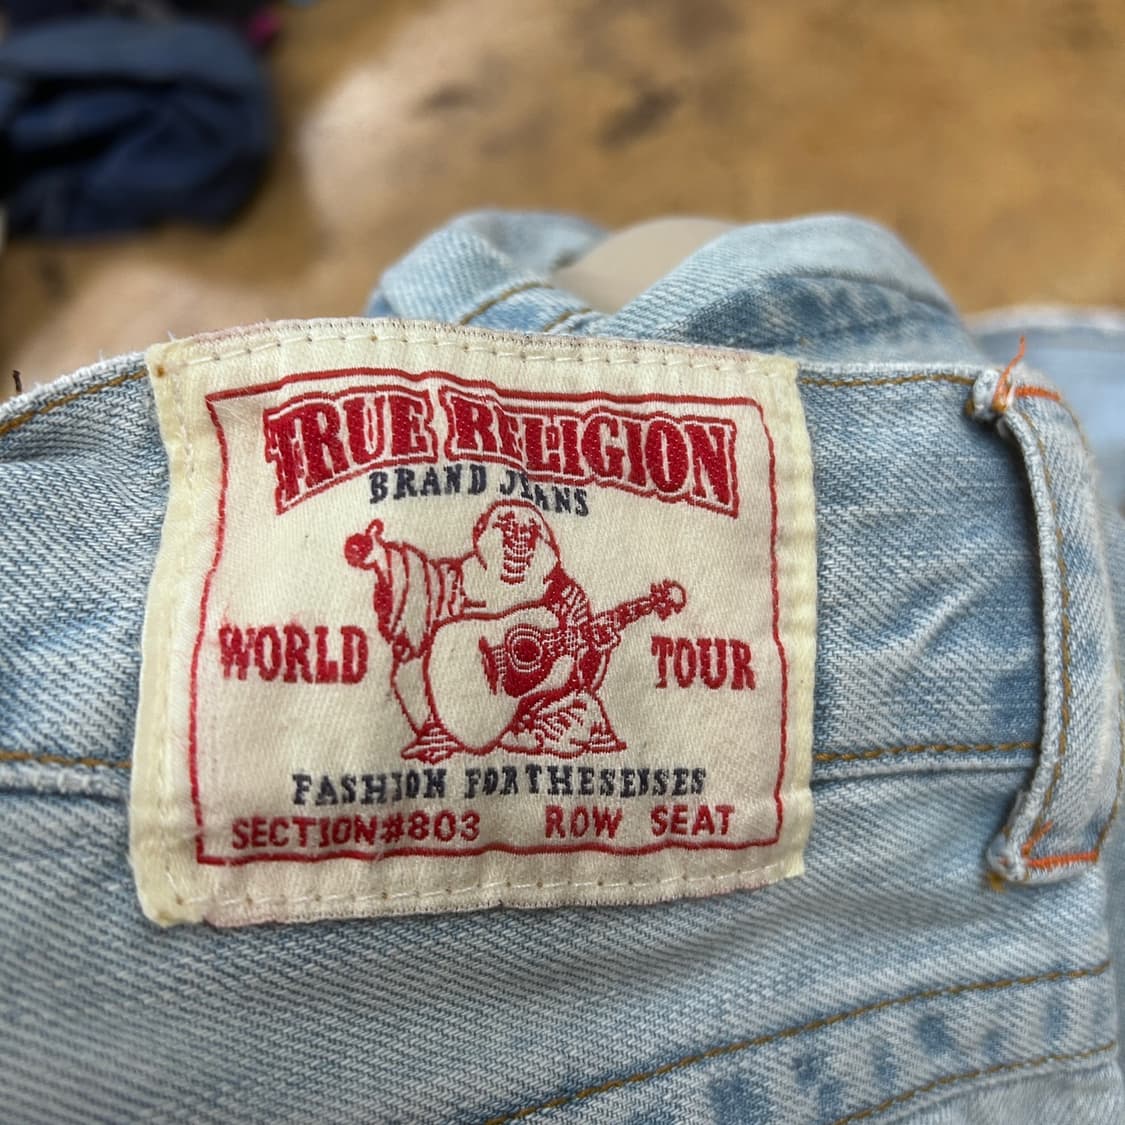 TRUE RELIGION
BRAND JEANS
WORLD TOUR
FASHION FORTHESENSES
SECTION#803 ROW SEAT